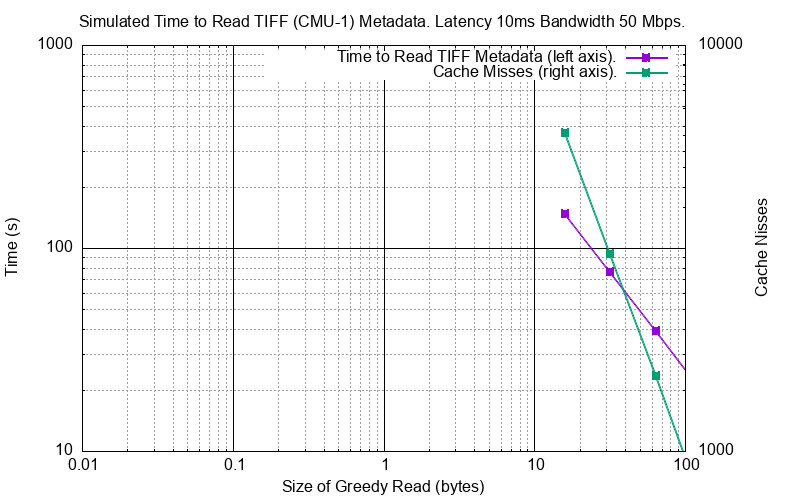 Simulated Time to Read TIFF (CMU-1) Metadata. Latency 10ms Bandwidth 50 Mbps.
1000
10000
Time to Read TIFF Metadata (left axis).
Cache Misses (right axis).
Time (s)
100
Cache Nisses
10
1000
0.01
0.1
1
10
100
Size of Greedy Read (bytes)